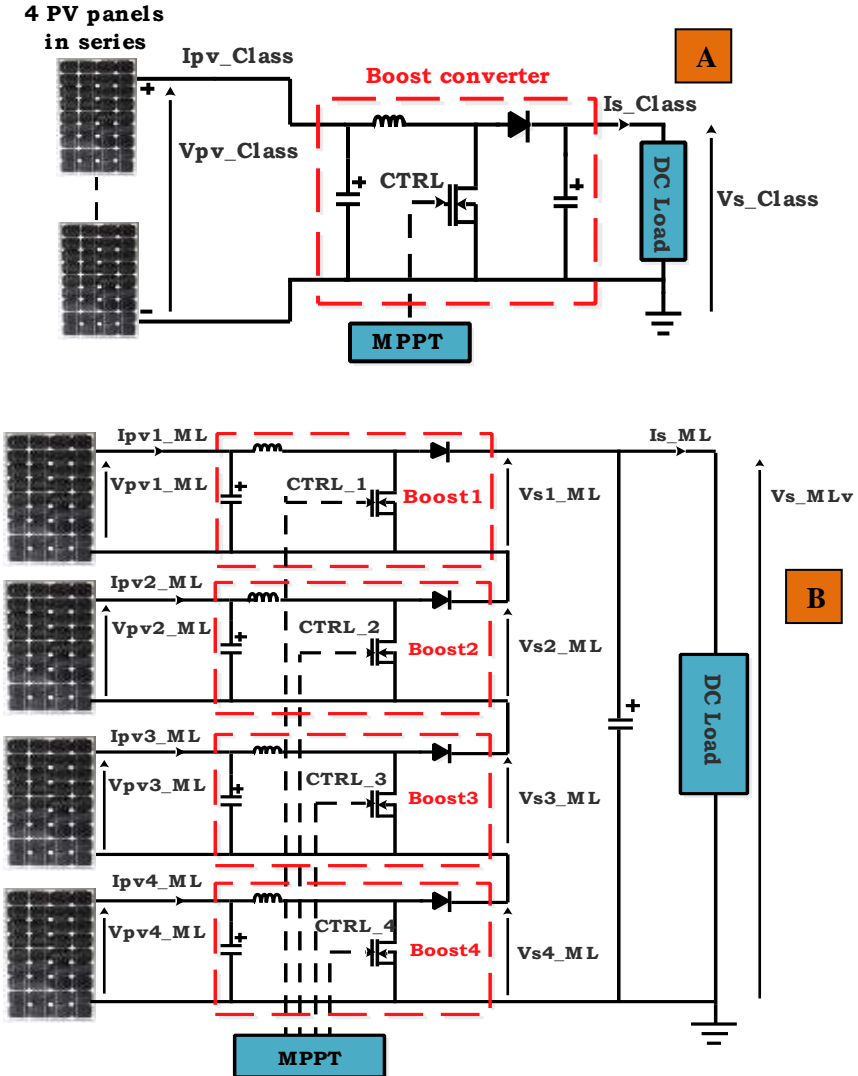 4 PV panels
in series
Ipv_Class
Boost converter
A
Is_Class
+
Vpv_Class
CTRL
+
+
DC Load
Vs_Class
-
MPPT
Ipv1_ML
Is_ML
Vpv1_ML
+
CTRL_1
Boost1
Vs1_ML
Vs_MLv
Ipv2_ML
B
Vpv2_ML
+
CTRL_2
Boost2
Vs2_ML
DC Load
+
Ipv3_ML
Vpv3_ML
+
CTRL_3
Boost3
Vs3_ML
Ipv4_ML
Vpv4_ML
+
CTRL_4
Boost4
Vs4_ML
MPPT